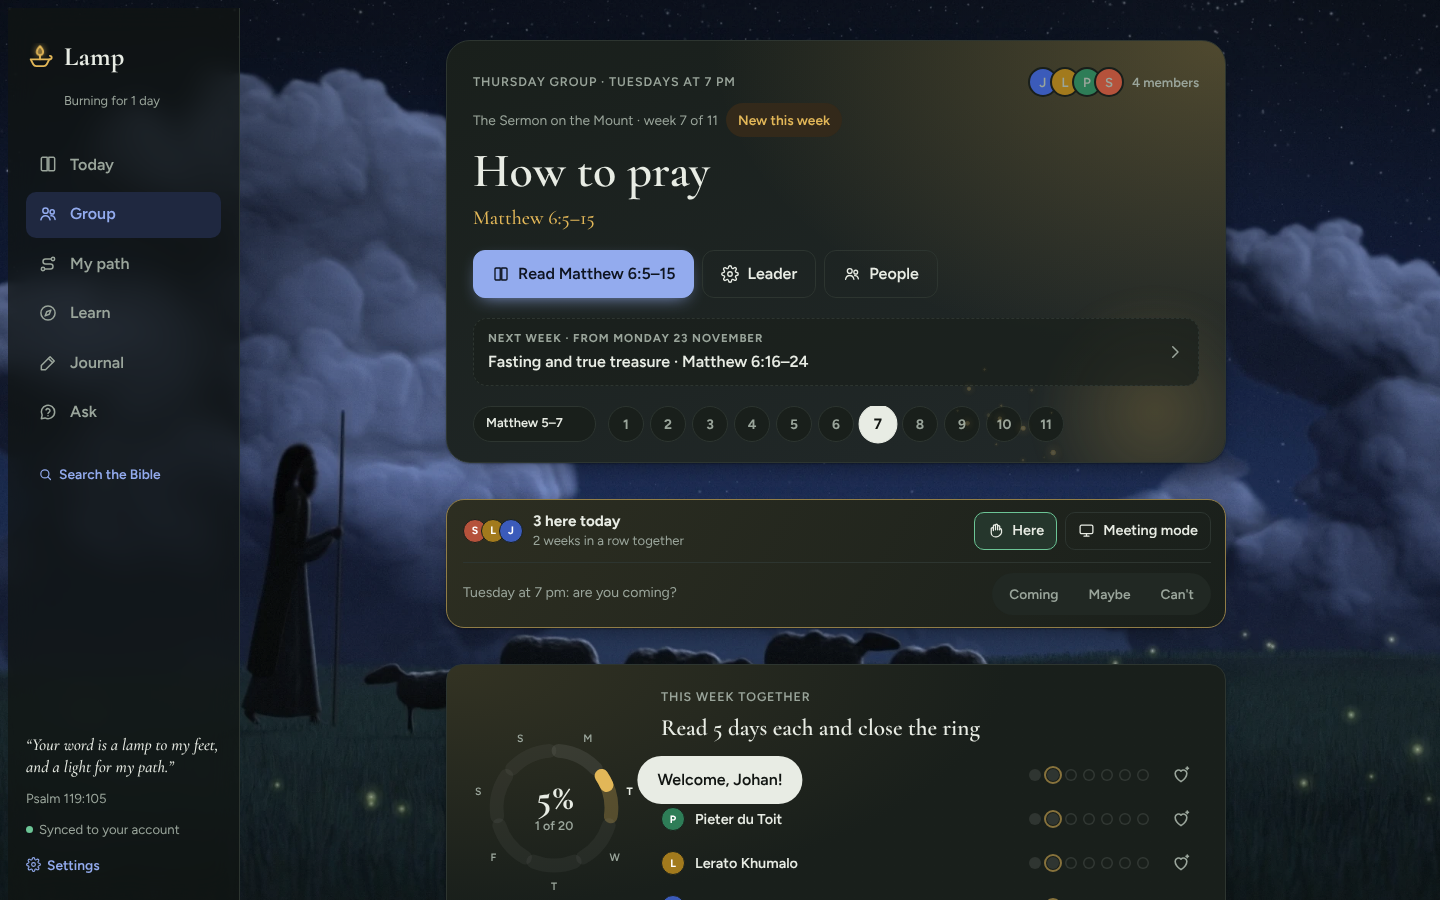 Lamp
Burning for 1 day
Today
Group
My path
Learn
Journal
Ask
Search the Bible
“Your word is a lamp to my feet,
and a light for my path.”
Psalm 119:105
Synced to your account
Settings
THURSDAY GROUP · TUESDAYS AT 7 PM
J L P S 4 members
The Sermon on the Mount · week 7 of 11 New this week
How to pray
Matthew 6:5–15
Read Matthew 6:5–15 Leader People
NEXT WEEK · FROM MONDAY 23 NOVEMBER
Fasting and true treasure · Matthew 6:16–24
Matthew 5–7 1 2 3 4 5 6 7 8 9 10 11
S L J 3 here today
2 weeks in a row together
Here Meeting mode
Tuesday at 7 pm: are you coming? Coming Maybe Can't
THIS WEEK TOGETHER
Read 5 days each and close the ring
S M
S T
5%
1 of 20
F W
T
Welcome, Johan!
P Pieter du Toit
L Lerato Khumalo